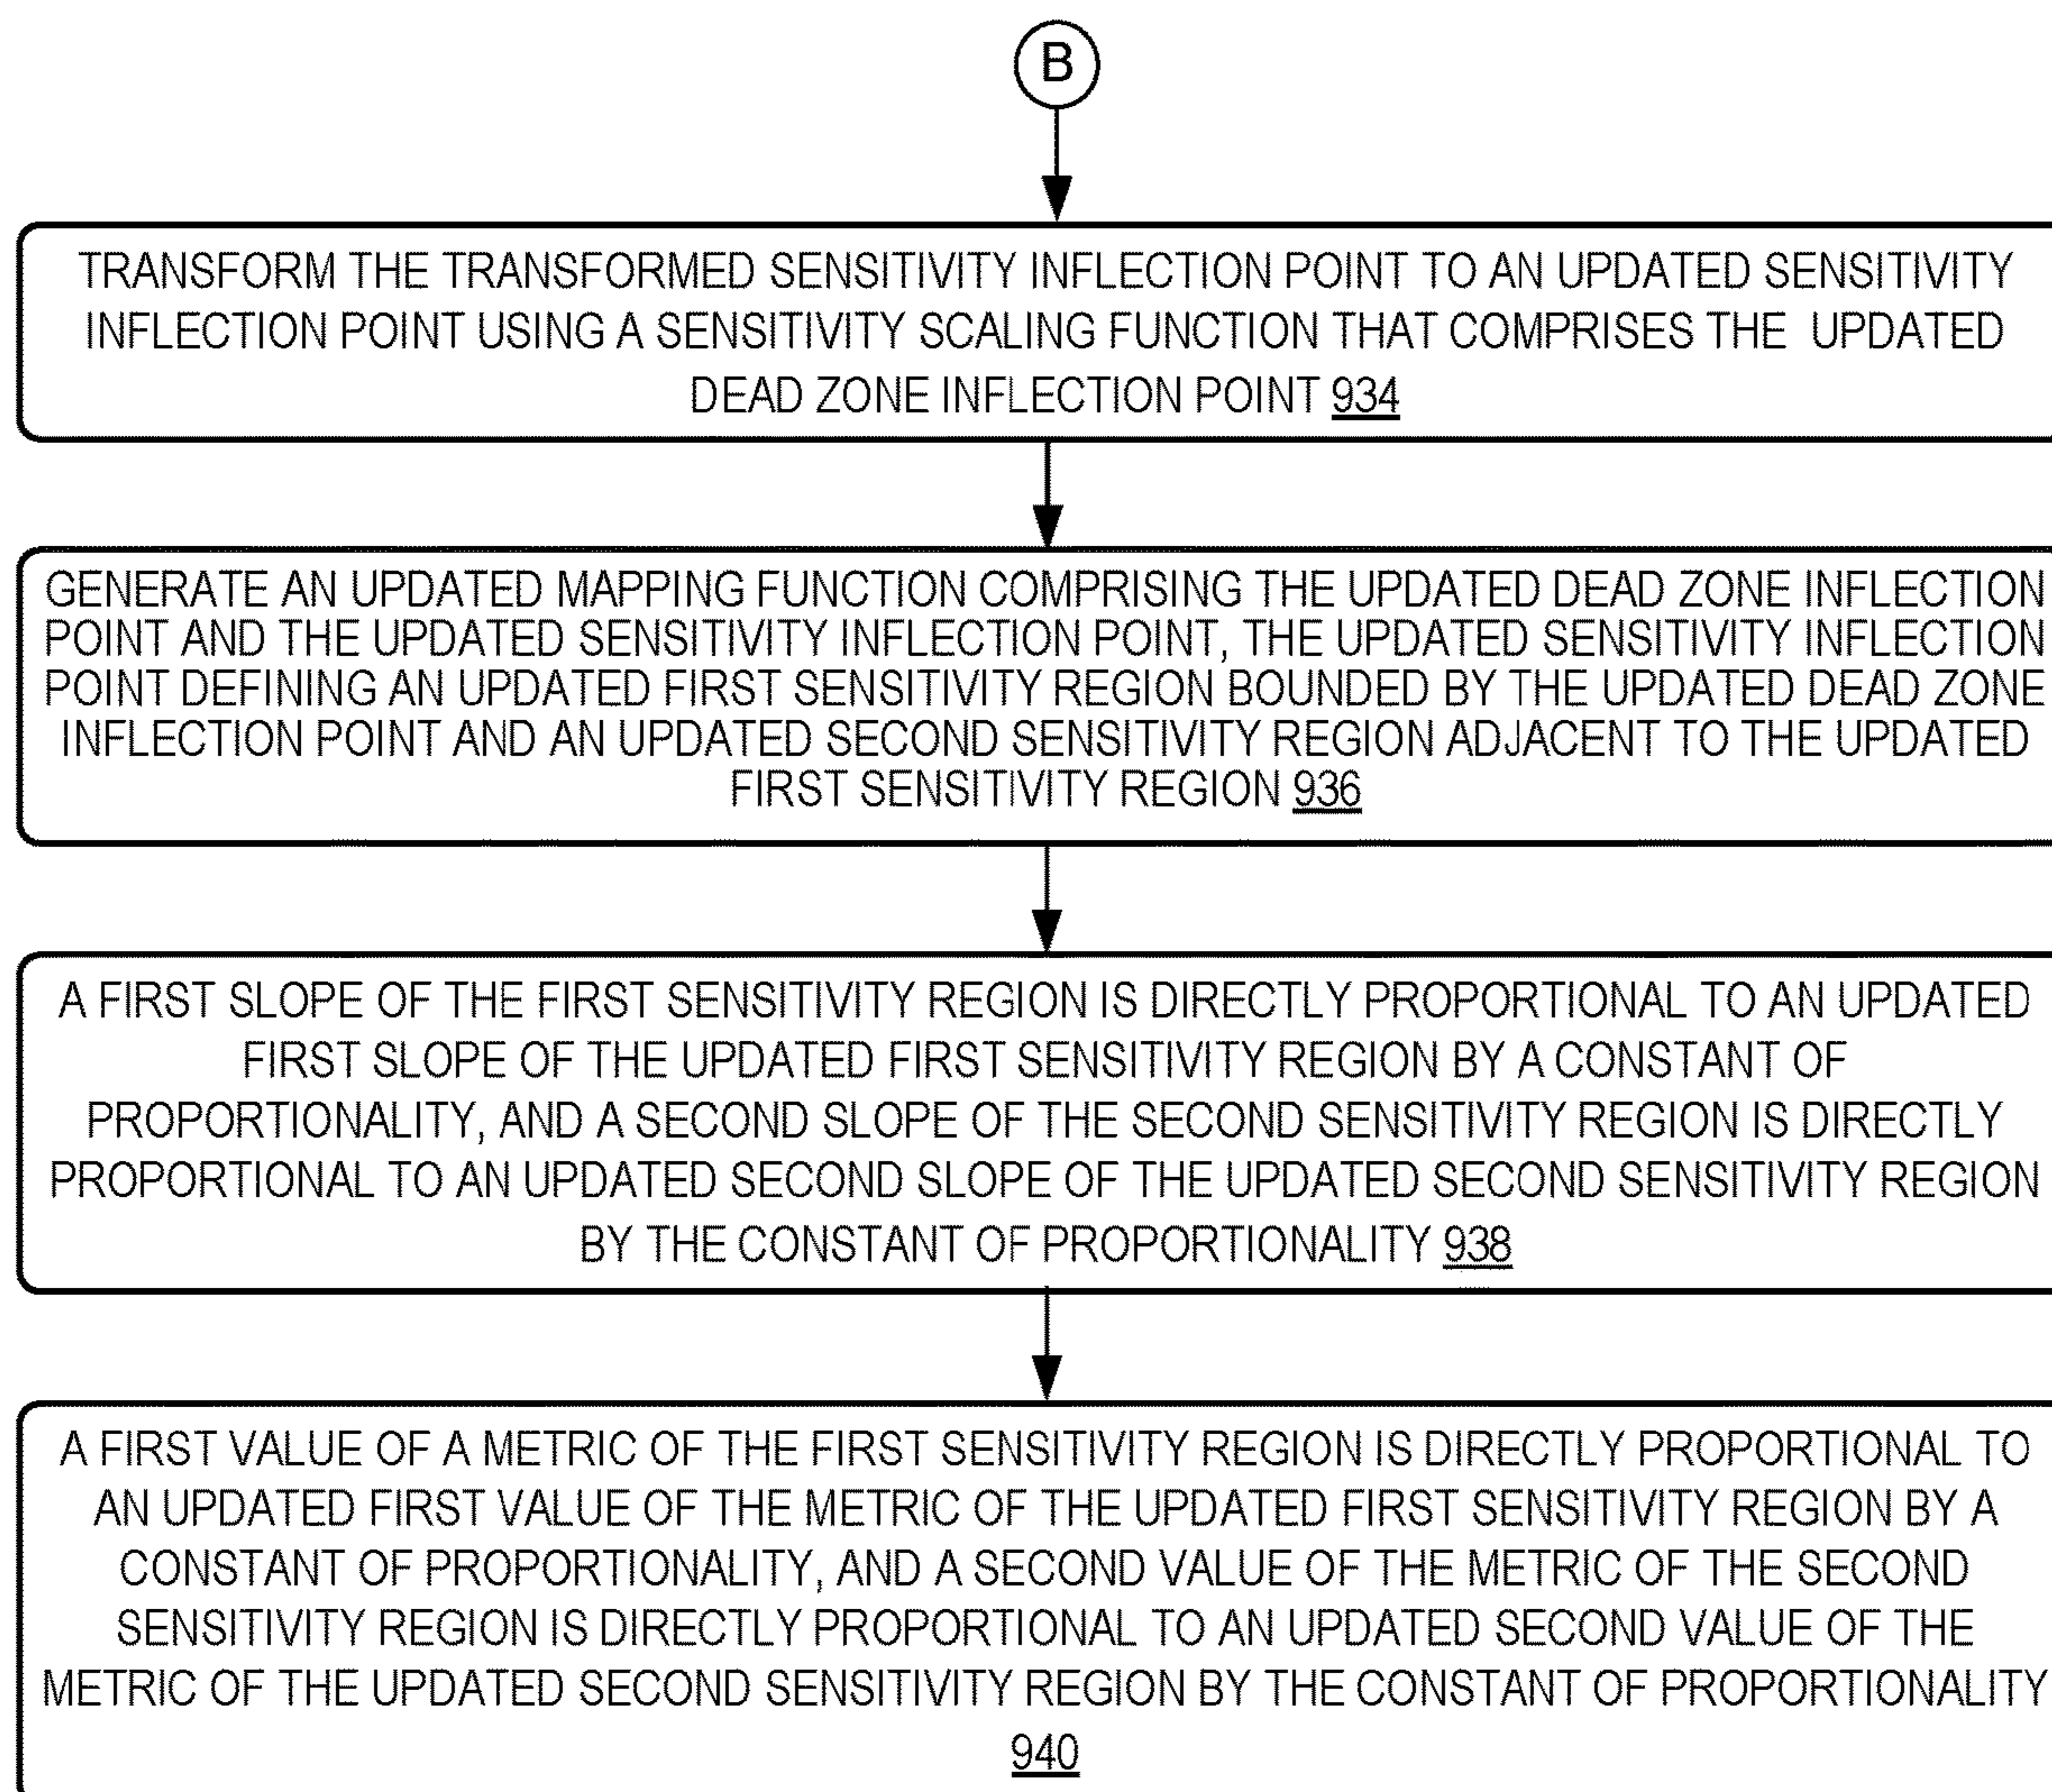 B
TRANSFORM THE TRANSFORMED SENSITIVITY INFLECTION POINT TO AN UPDATED SENSITIVITY
INFLECTION POINT USING A SENSITIVITY SCALING FUNCTION THAT COMPRISES THE UPDATED
DEAD ZONE INFLECTION POINT 934
GENERATE AN UPDATED MAPPING FUNCTION COMPRISING THE UPDATED DEAD ZONE INFLECTION
POINT AND THE UPDATED SENSITIVITY INFLECTION POINT, THE UPDATED SENSITIVITY INFLECTION
POINT DEFINING AN UPDATED FIRST SENSITIVITY REGION BOUNDED BY THE UPDATED DEAD ZONE
INFLECTION POINT AND AN UPDATED SECOND SENSITIVITY REGION ADJACENT TO THE UPDATED
FIRST SENSITIVITY REGION 936
A FIRST SLOPE OF THE FIRST SENSITIVITY REGION IS DIRECTLY PROPORTIONAL TO AN UPDATED
FIRST SLOPE OF THE UPDATED FIRST SENSITIVITY REGION BY A CONSTANT OF
PROPORTIONALITY, AND A SECOND SLOPE OF THE SECOND SENSITIVITY REGION IS DIRECTLY
PROPORTIONAL TO AN UPDATED SECOND SLOPE OF THE UPDATED SECOND SENSITIVITY REGION
BY THE CONSTANT OF PROPORTIONALITY 938
A FIRST VALUE OF A METRIC OF THE FIRST SENSITIVITY REGION IS DIRECTLY PROPORTIONAL TO
AN UPDATED FIRST VALUE OF THE METRIC OF THE UPDATED FIRST SENSITIVITY REGION BY A
CONSTANT OF PROPORTIONALITY, AND A SECOND VALUE OF THE METRIC OF THE SECOND
SENSITIVITY REGION IS DIRECTLY PROPORTIONAL TO AN UPDATED SECOND VALUE OF THE
METRIC OF THE UPDATED SECOND SENSITIVITY REGION BY THE CONSTANT OF PROPORTIONALITY
940